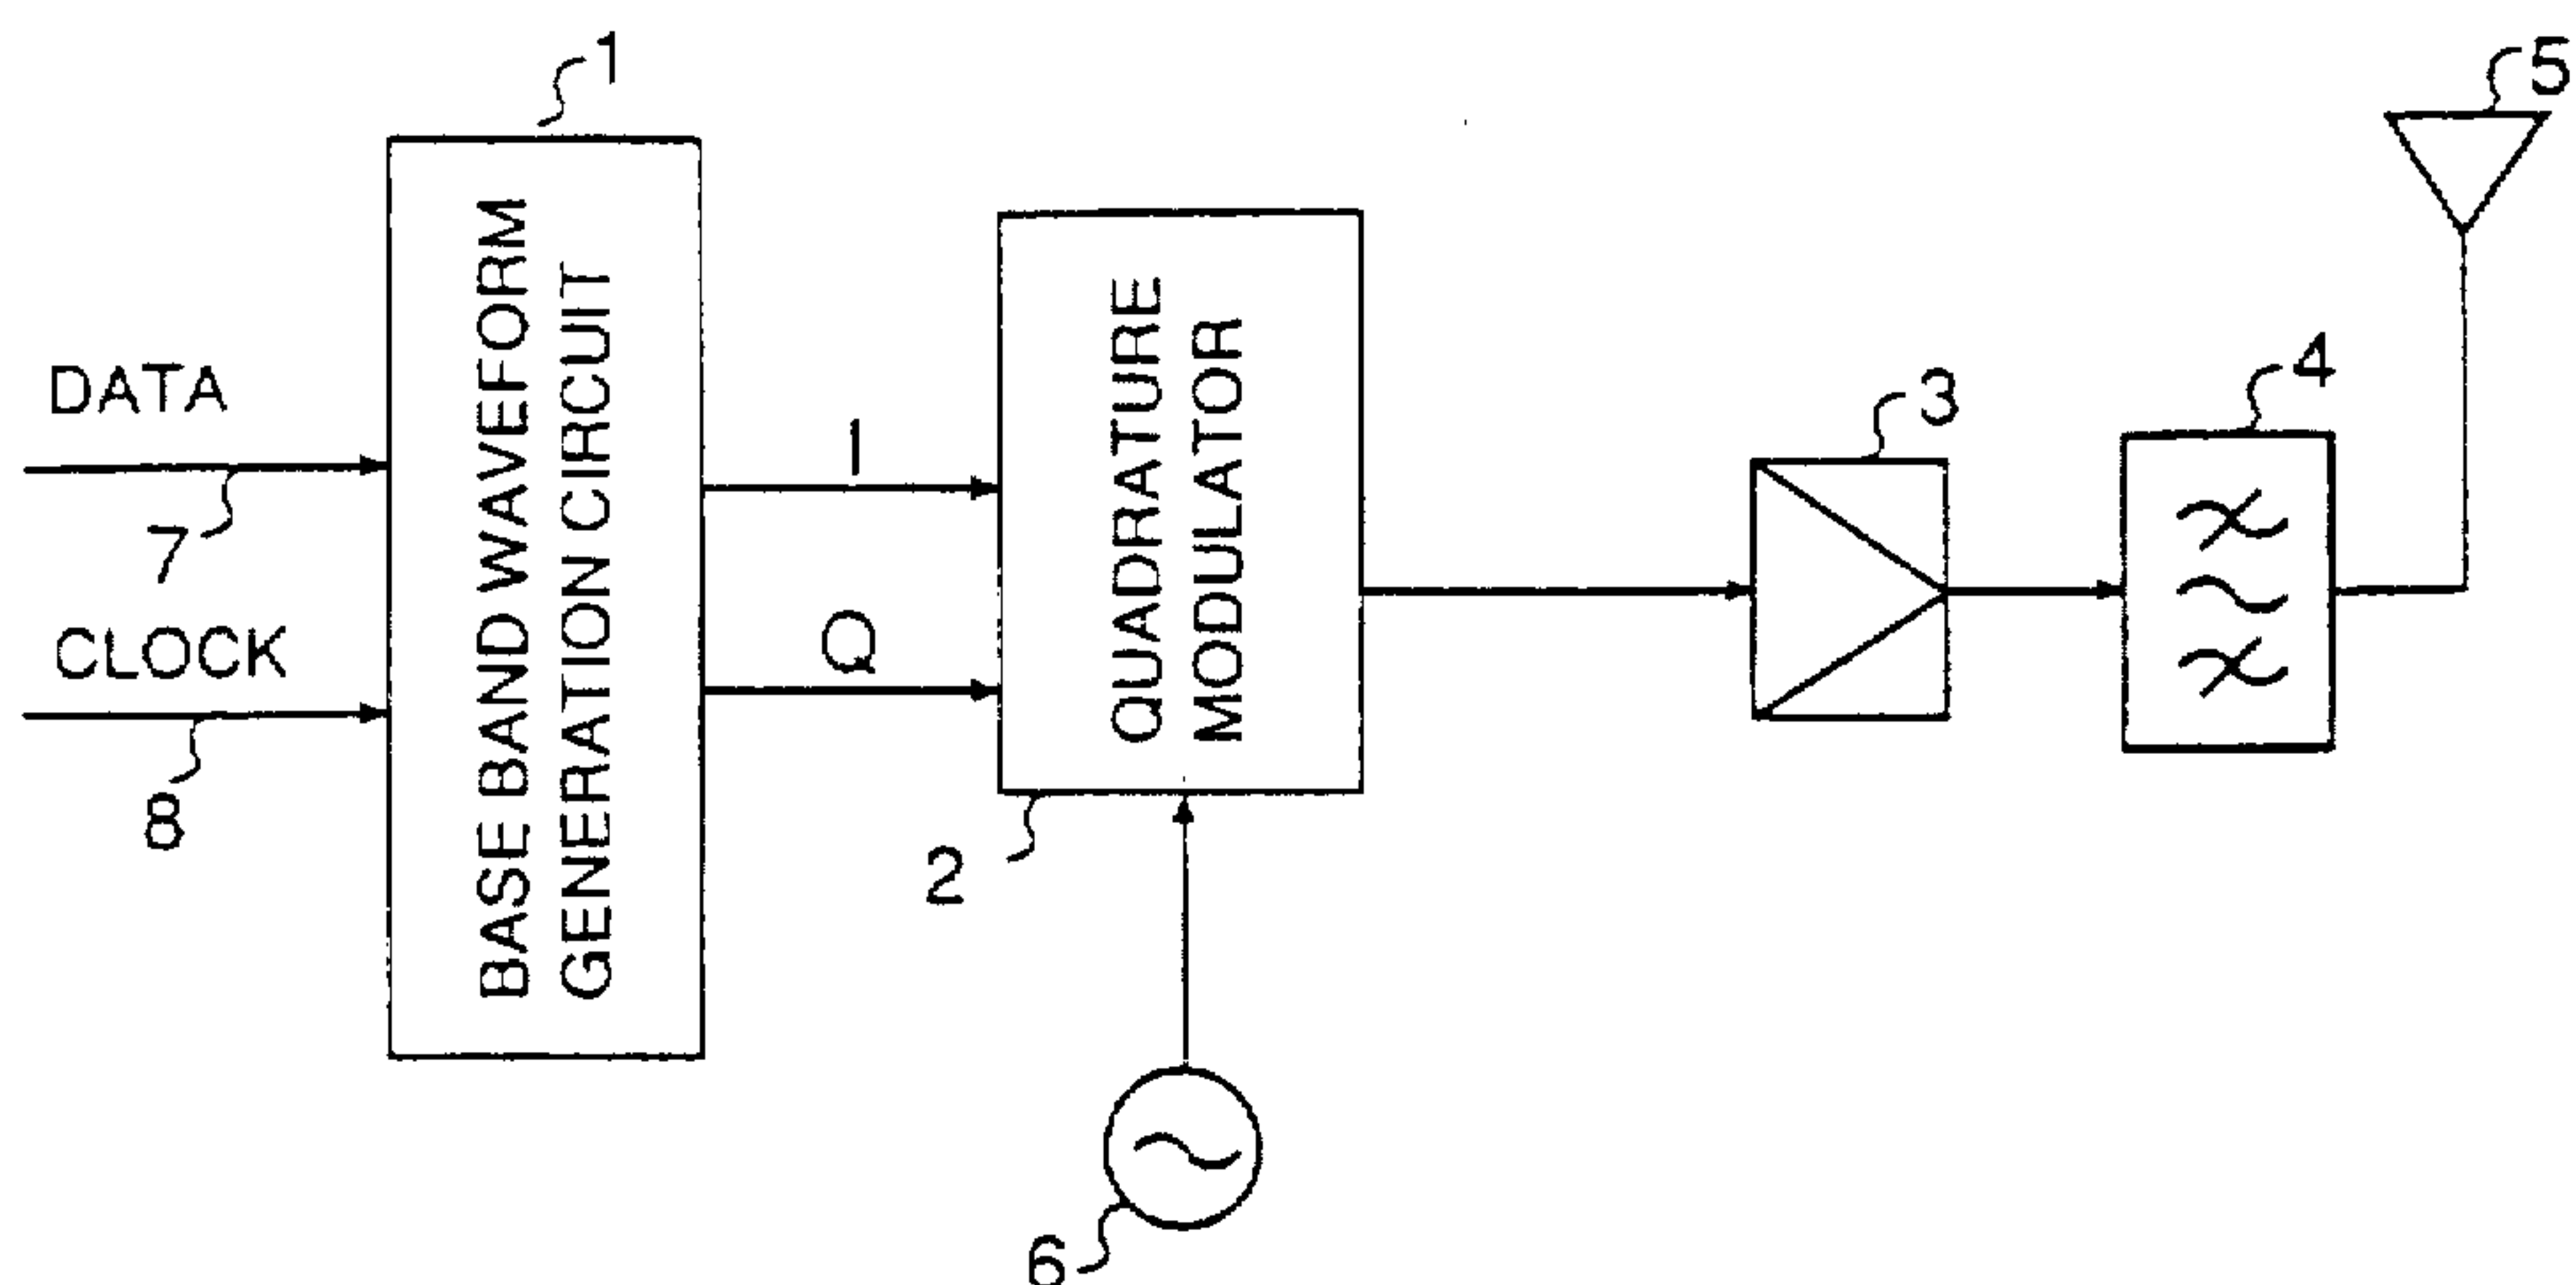 1
BASE BAND WAVEFORM
GENERATION CIRCUIT
DATA
7
CLOCK
8
I
Q
QUADRATURE
MODULATOR
2
6
3
4
5